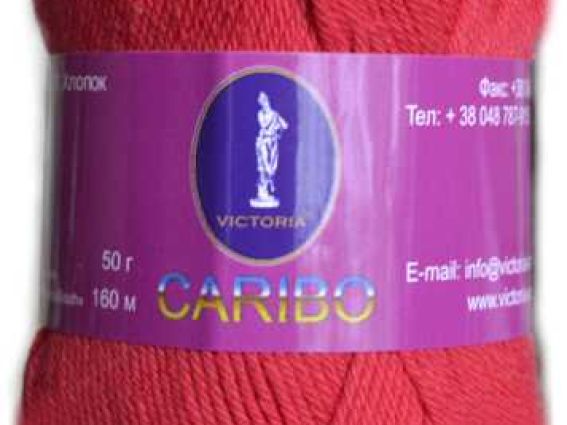 Хлопок
Факс: +38
Тел: + 38 048 787-
VICTORIA
50 г
160 м
CARIBO
E-mail: info@victoria
www.victoria